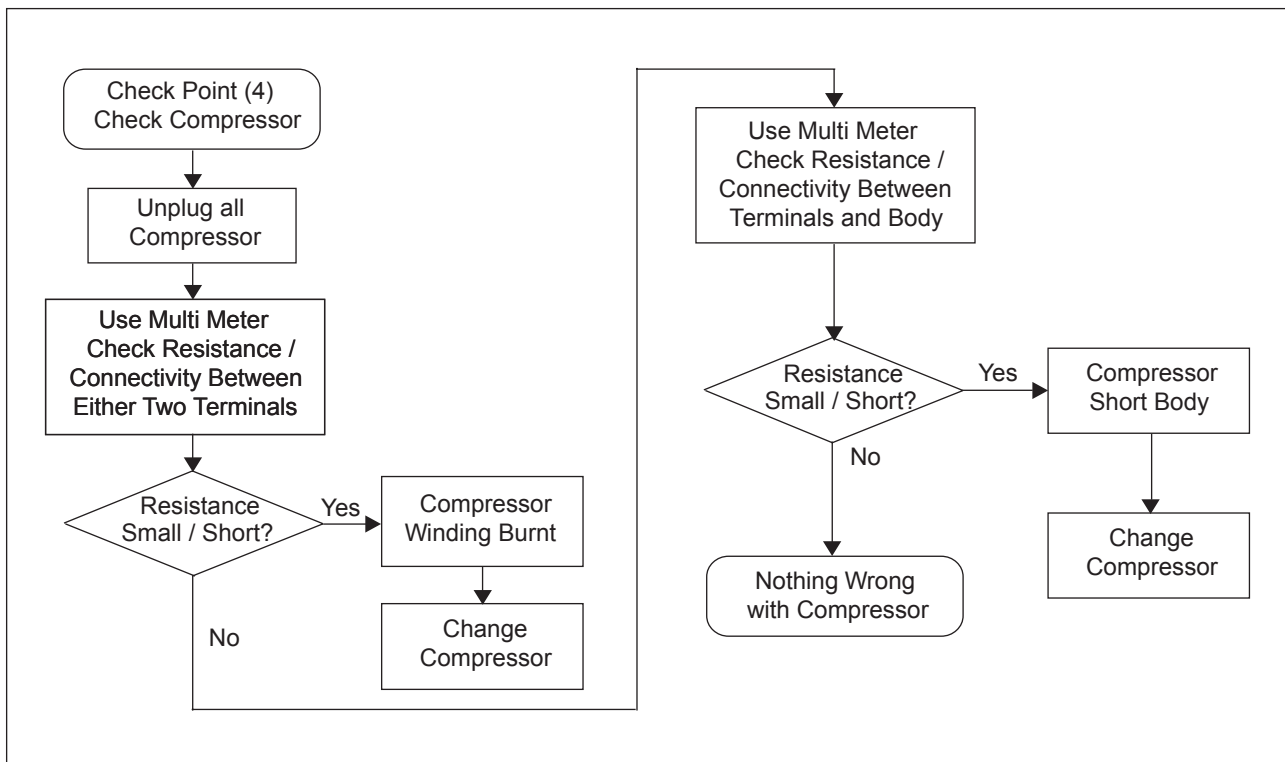 Check Point (4)
Check Compressor
Unplug all
Compressor
Use Multi Meter
Check Resistance /
Connectivity Between
Either Two Terminals
Resistance
Small / Short?
Yes
Compressor
Winding Burnt
Change
Compressor
No
Use Multi Meter
Check Resistance /
Connectivity Between
Terminals and Body
Resistance
Small / Short?
Yes
Compressor
Short Body
Change
Compressor
No
Nothing Wrong
with Compressor